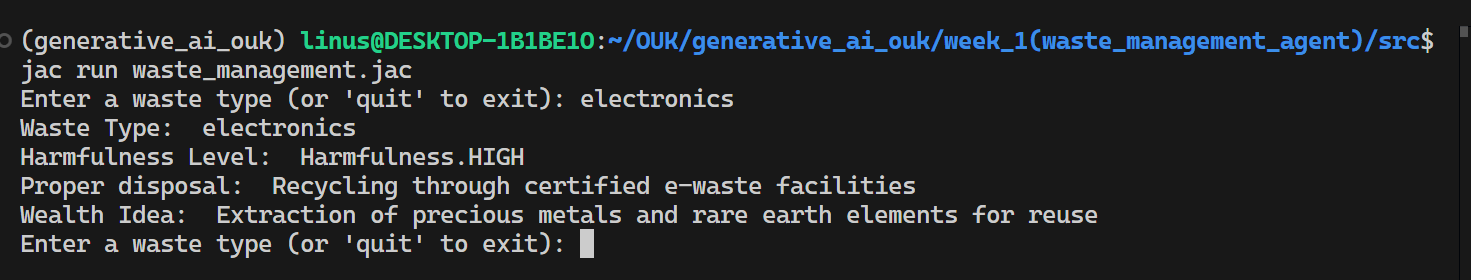 (generative_ai_ouk) linus@DESKTOP-1B1BE1O:~/OUK/generative_ai_ouk/week_1(waste_management_agent)/src$
jac run waste_management.jac
Enter a waste type (or 'quit' to exit): electronics
Waste Type:  electronics
Harmfulness Level:  Harmfulness.HIGH
Proper disposal:  Recycling through certified e-waste facilities
Wealth Idea:  Extraction of precious metals and rare earth elements for reuse
Enter a waste type (or 'quit' to exit):